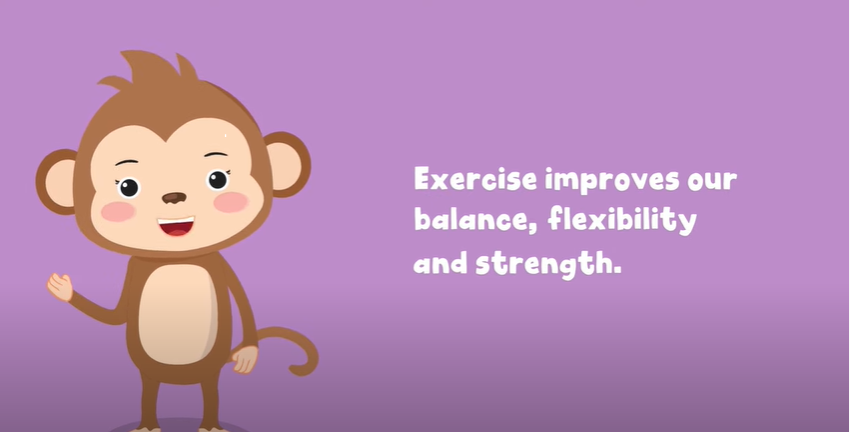 Exercise improves our
balance, flexibility
and strength.